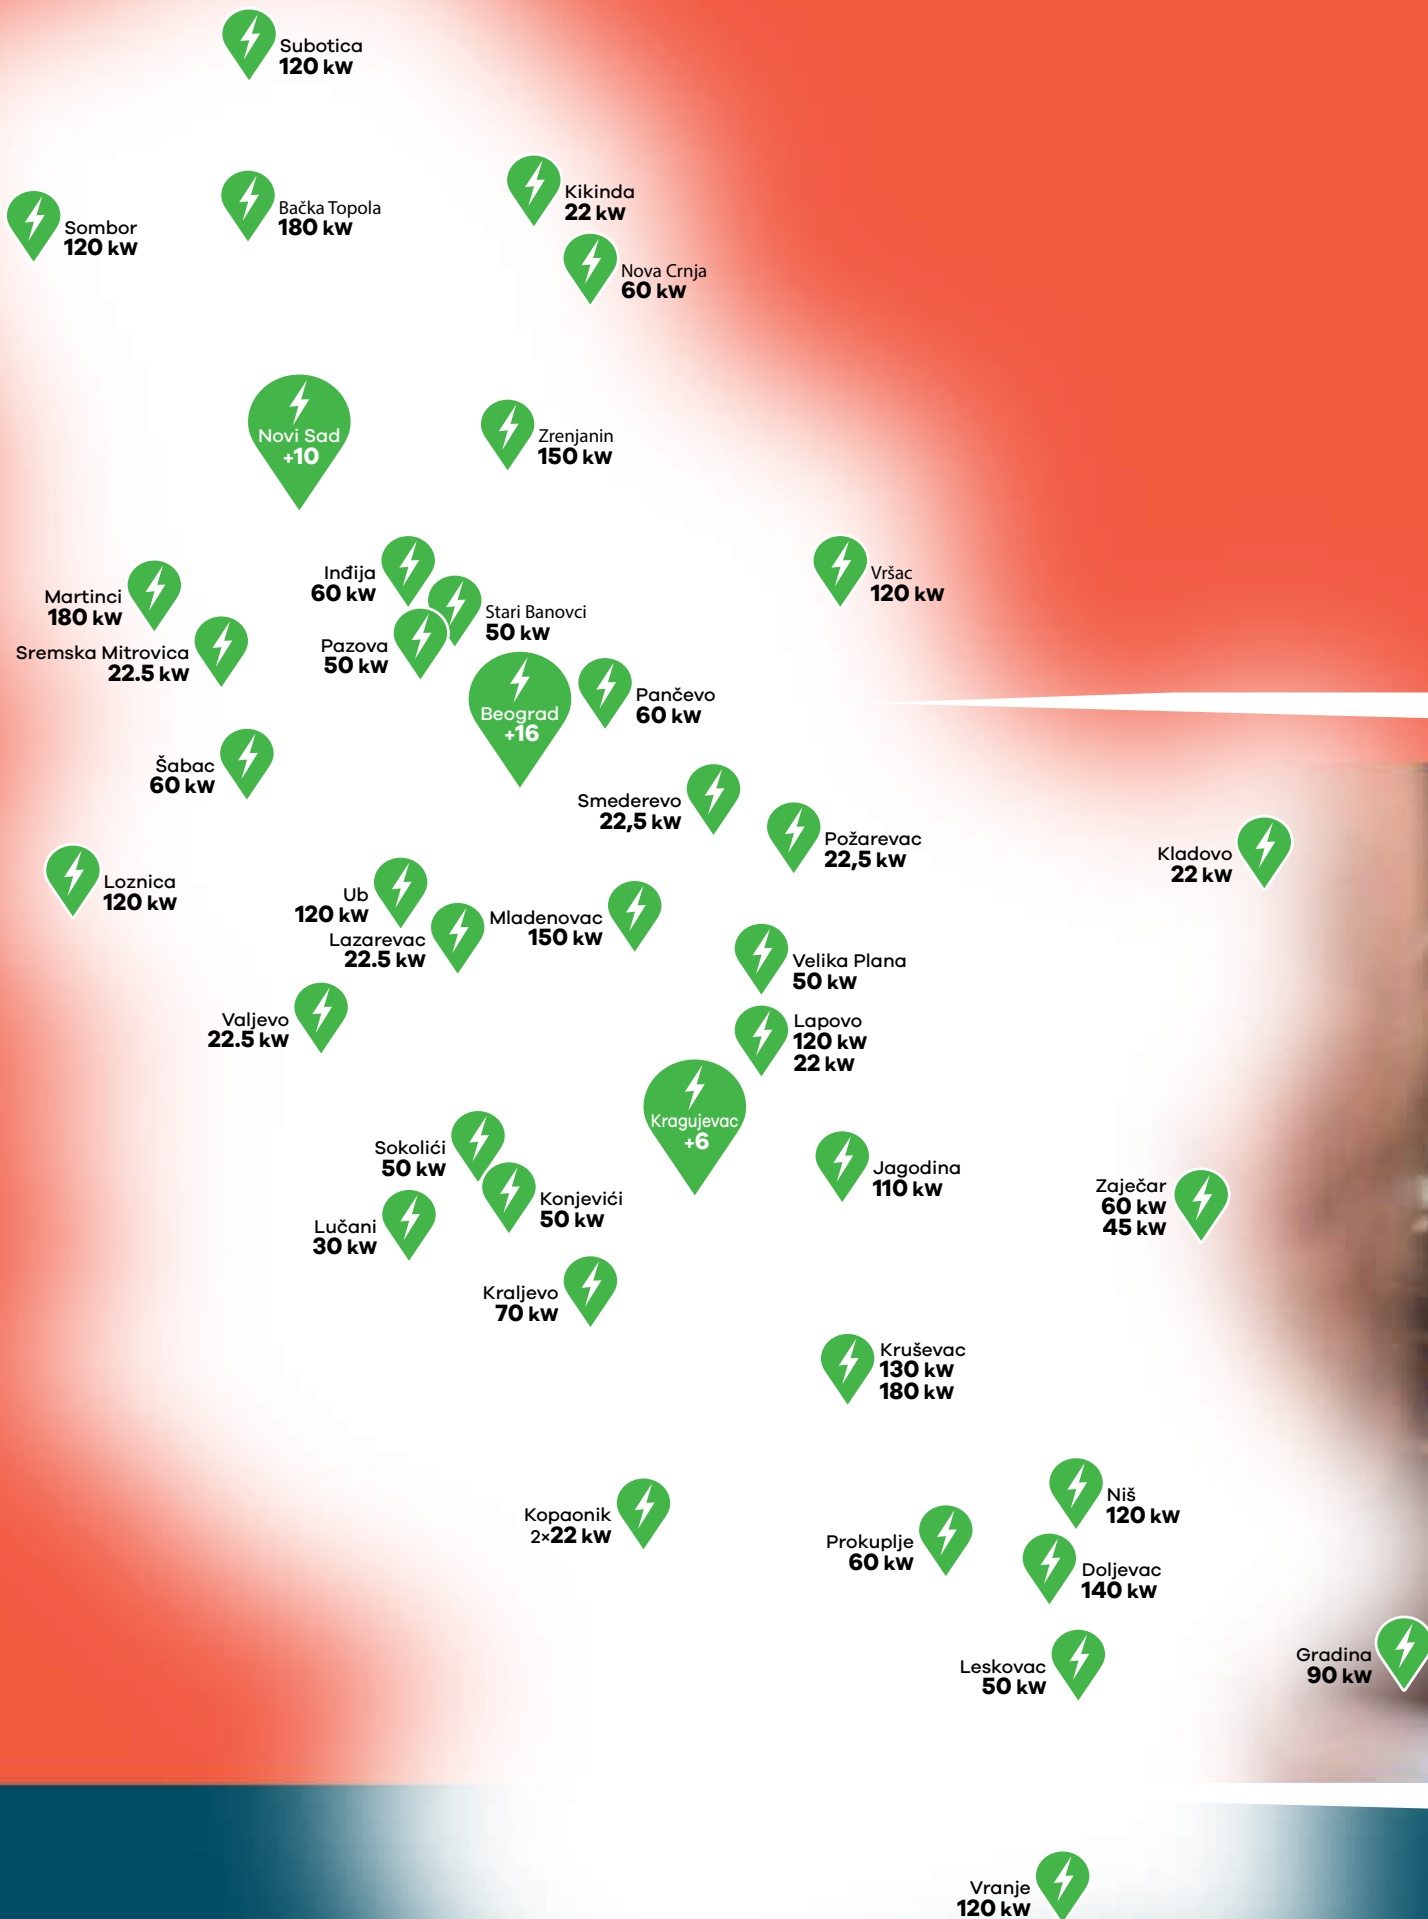 Subotica
120 kW
Kikinda
22 kW
Bačka Topola
180 kW
Sombor
120 kW
Nova Crnja
60 kW
Novi Sad
+10
Zrenjanin
150 kW
Inđija
60 kW
Vršac
120 kW
Martinci
180 kW
Stari Banovci
50 kW
Pazova
50 kW
Sremska Mitrovica
22.5 kW
Pančevo
60 kW
Beograd
+16
Šabac
60 kW
Smederevo
22,5 kW
Požarevac
22,5 kW
Kladovo
22 kW
Loznica
120 kW
Ub
120 kW
Mladenovac
150 kW
Lazarevac
22.5 kW
Velika Plana
50 kW
Valjevo
22.5 kW
Lapovo
120 kW
22 kW
Kragujevac
+6
Sokolići
50 kW
Jagodina
110 kW
Zaječar
60 kW
45 kW
Konjevići
50 kW
Lučani
30 kW
Kraljevo
70 kW
Kruševac
130 kW
180 kW
Niš
120 kW
Kopaonik
2×22 kW
Prokuplje
60 kW
Doljevac
140 kW
Gradina
90 kW
Leskovac
50 kW
Vranje
120 kW